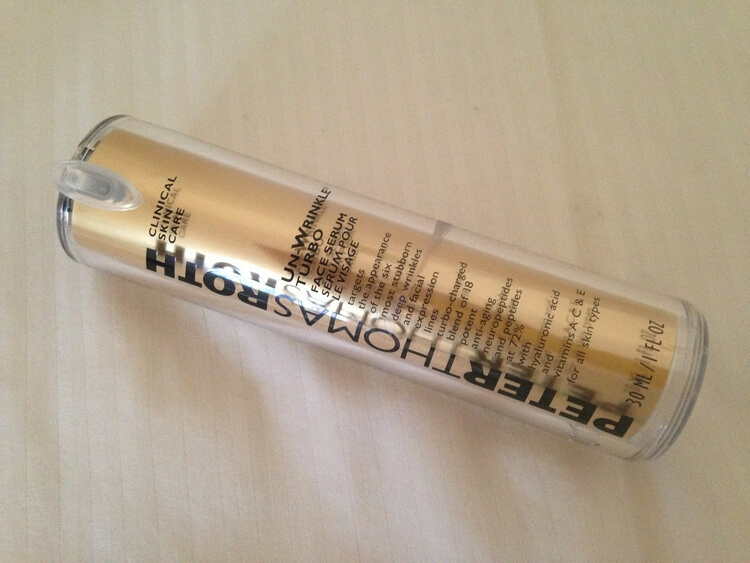 PETERTHOMASROTH
CLINICAL
SKIN
CARE
UN-WRINKLE
TURBO
FACE SERUM
SERUM POUR
LE VISAGE
targets
the appearance
of the six
most stubborn
deep wrinkles
and facial
expression
lines
turbo-charged
blend of 18
potent
anti-aging
neuropeptides
and peptides
at 72%
with
hyaluronic acid
and
vitamins A, C & E
for all skin types
30 ML/1 FL OZ